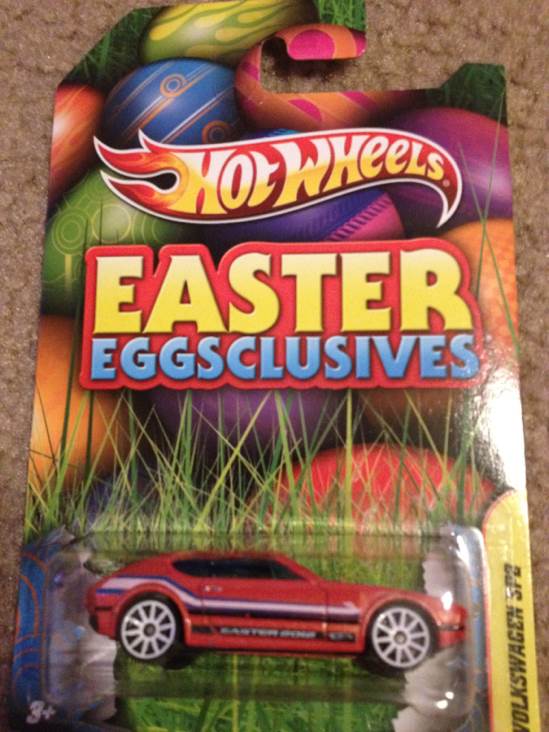 HOT WHEELS®
EASTER
EGGSCLUSIVES
EASTER 2012
3+
VOLKSWAGEN SP2